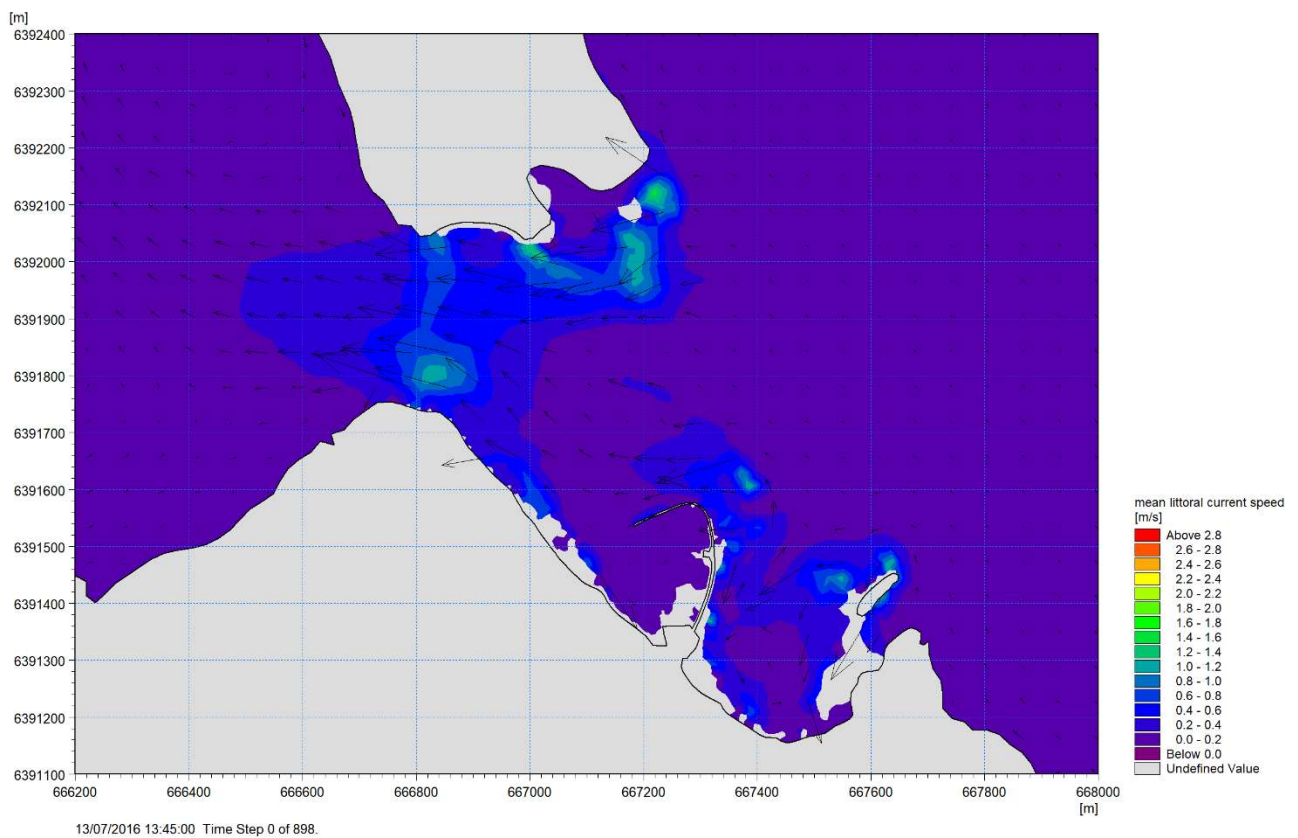 [m]
6392400
6392300
6392200
6392100
6392000
6391900
6391800
6391700
6391600
6391500
6391400
6391300
6391200
6391100
666200 666400 666600 666800 667000 667200 667400 667600 667800 668000
[m]
mean littoral current speed
[m/s]
Above 2.8
2.6 - 2.8
2.4 - 2.6
2.2 - 2.4
2.0 - 2.2
1.8 - 2.0
1.6 - 1.8
1.4 - 1.6
1.2 - 1.4
1.0 - 1.2
0.8 - 1.0
0.6 - 0.8
0.4 - 0.6
0.2 - 0.4
0.0 - 0.2
Below 0.0
Undefined Value
13/07/2016 13:45:00 Time Step 0 of 898.